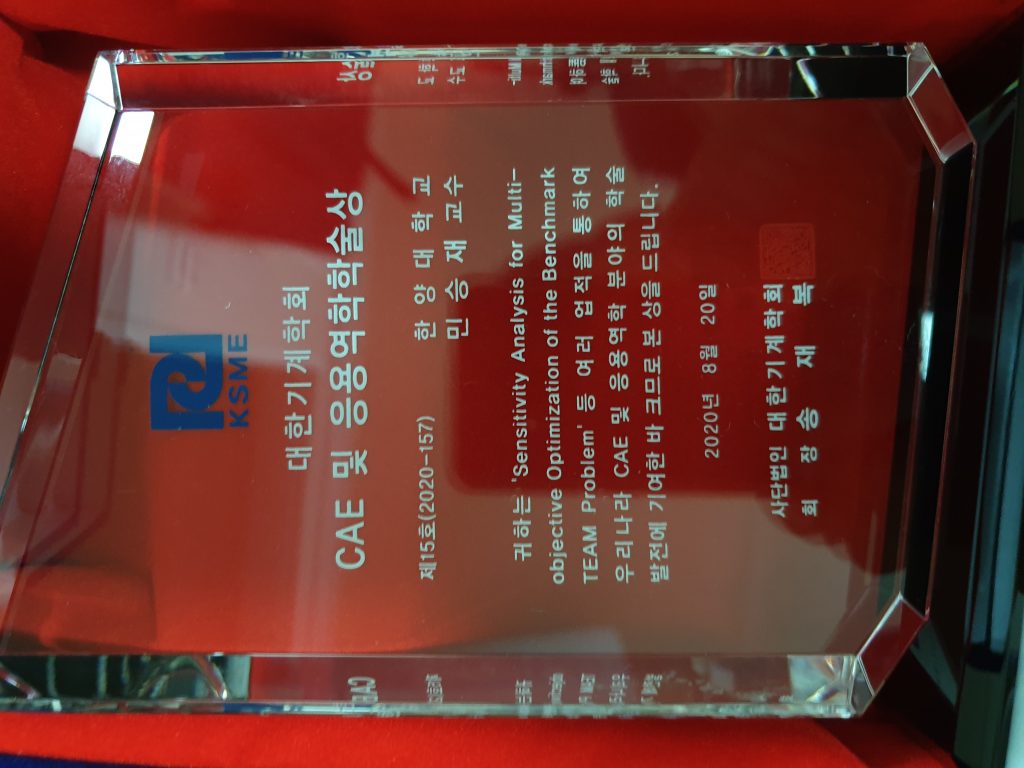 KSME
대한기계학회
CAE 및 응용역학학술상
제15호(2020-157)
한양대학교
민승재 교수
귀하는 'Sensitivity Analysis for Multi-
objective Optimization of the Benchmark
TEAM Problem' 등 여러 업적을 통하여
우리나라 CAE 및 응용역학 분야의 학술
발전에 기여한 바 크므로 본 상을 드립니다.
2020년 8월 20일
사단법인 대한기계학회
회 장 송 재 복